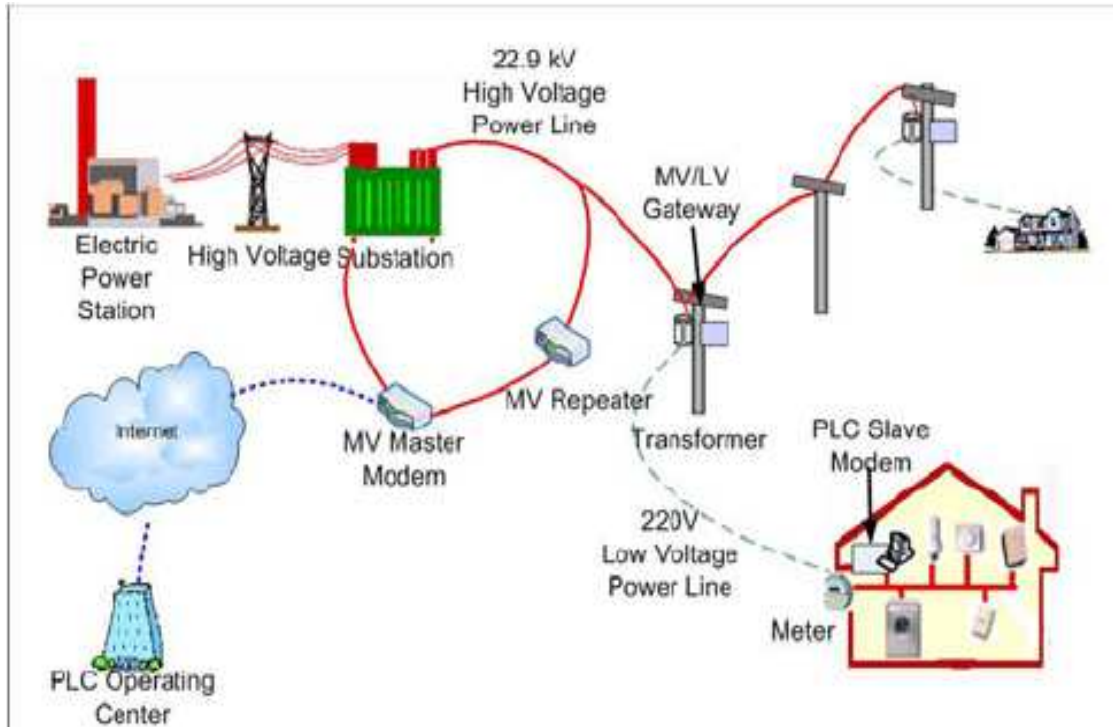 22.9 kV
High Voltage
Power Line
MV/LV
Gateway
Electric
Power
Station
High Voltage
Substation
Internet
MV Master
Modem
MV Repeater
Transformer
PLC Slave
Modem
220V
Low Voltage
Power Line
Meter
PLC Operating
Center